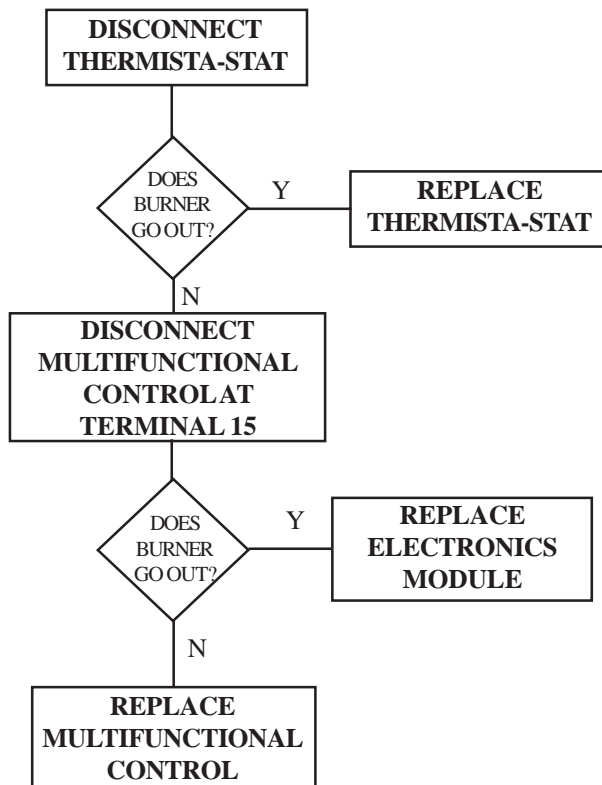 DISCONNECT
THERMISTA-STAT
DOES
BURNER
GO OUT?
Y
REPLACE
THERMISTA-STAT
N
DISCONNECT
MULTIFUNCTIONAL
CONTROLAT
TERMINAL 15
DOES
BURNER
GO OUT?
Y
REPLACE
ELECTRONICS
MODULE
N
REPLACE
MULTIFUNCTIONAL
CONTROL